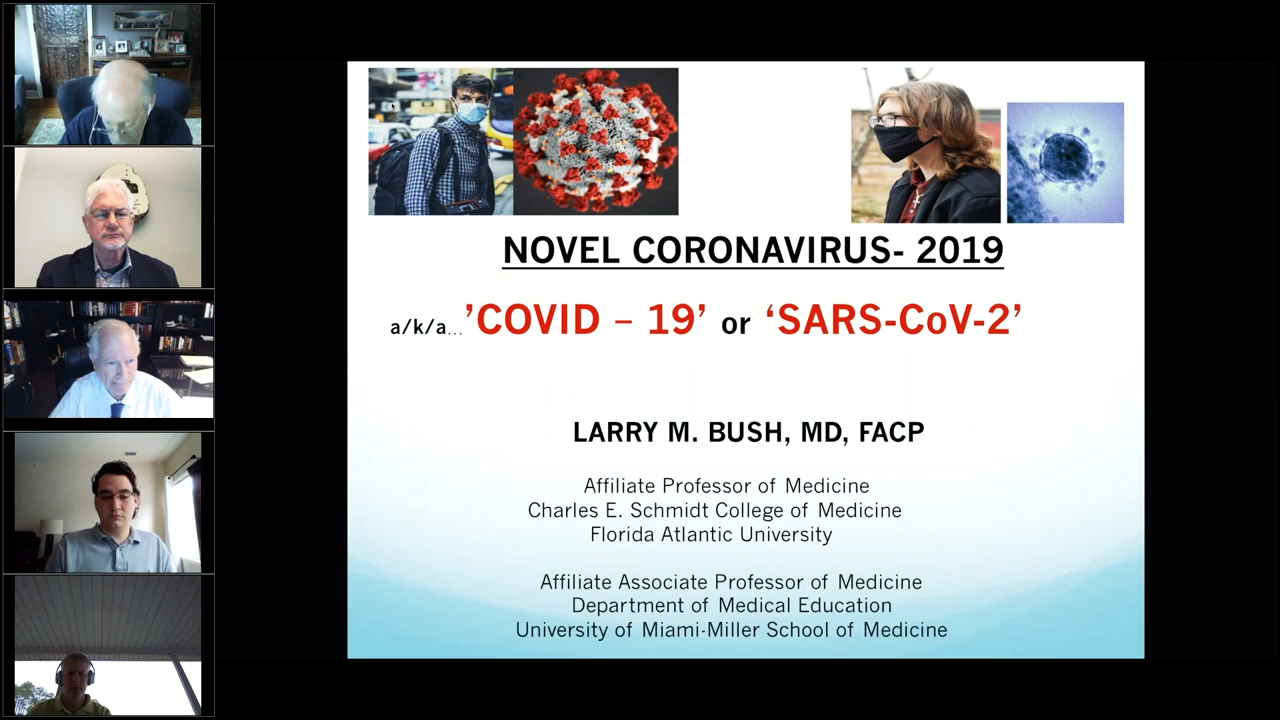 NOVEL CORONAVIRUS- 2019
a/k/a...’COVID – 19’ or ‘SARS-CoV-2’
LARRY M. BUSH, MD, FACP
Affiliate Professor of Medicine
Charles E. Schmidt College of Medicine
Florida Atlantic University
Affiliate Associate Professor of Medicine
Department of Medical Education
University of Miami-Miller School of Medicine